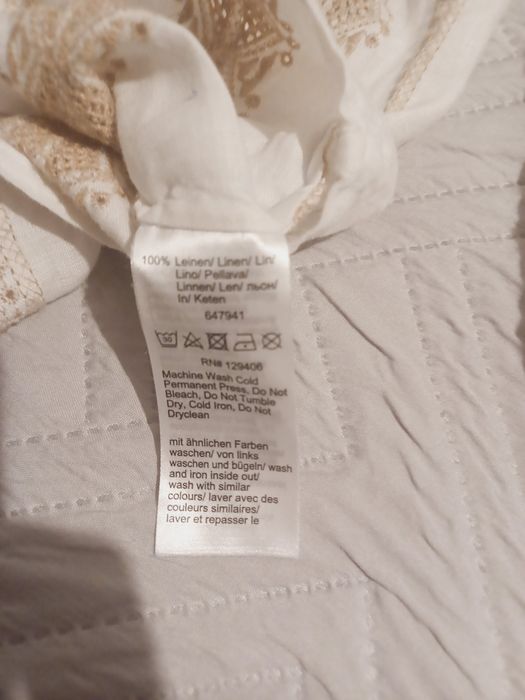 100% Leinen/ Linen/ Lin/
Lino/ Pellava/
Linnen/ Len/ льон/
In/ Keten
647941
30
RN# 129406
Machine Wash Cold
Permanent Press, Do Not
Bleach, Do Not Tumble
Dry, Cold Iron, Do Not
Dryclean
mit ähnlichen Farben
waschen/ von links
waschen und bügeln/ wash
and iron inside out/
wash with similar
colours/ laver avec des
couleurs similaires/
laver et repasser le